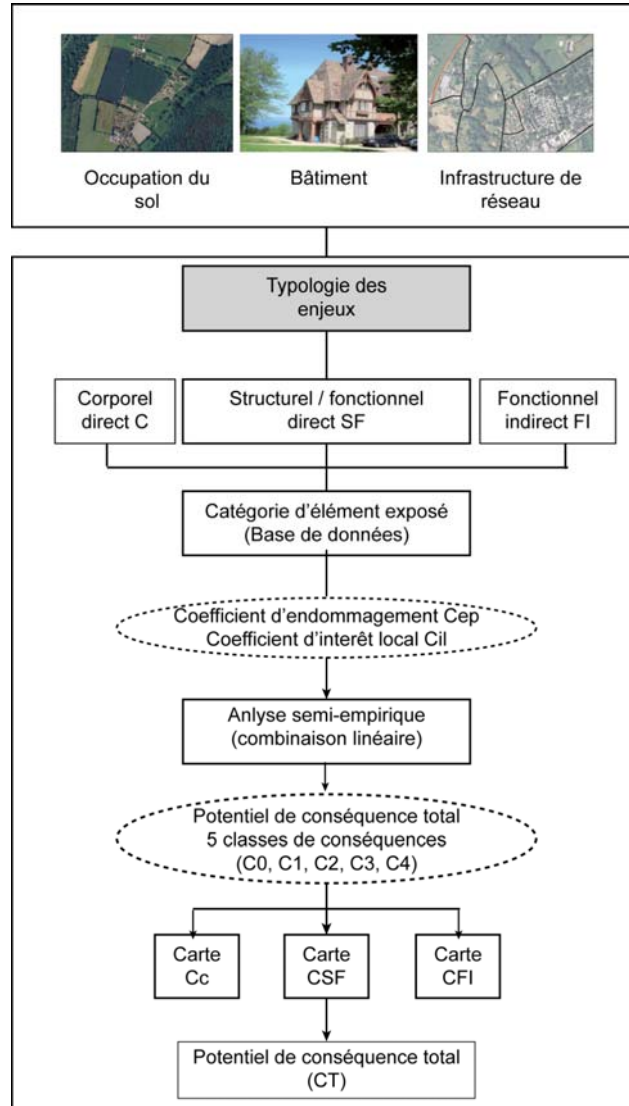 Occupation du
sol
Bâtiment
Infrastructure de
réseau
Typologie des
enjeux
Corporel
direct C
Structurel / fonctionnel
direct SF
Fonctionnel
indirect FI
Catégorie d'élément exposé
(Base de données)
Coefficient d'endommagement Cep
Coefficient d'interêt local Cil
Anlyse semi-empirique
(combinaison linéaire)
Potentiel de conséquence total
5 classes de conséquences
(C0, C1, C2, C3, C4)
Carte
Cc
Carte
CSF
Carte
CFI
Potentiel de conséquence total
(CT)